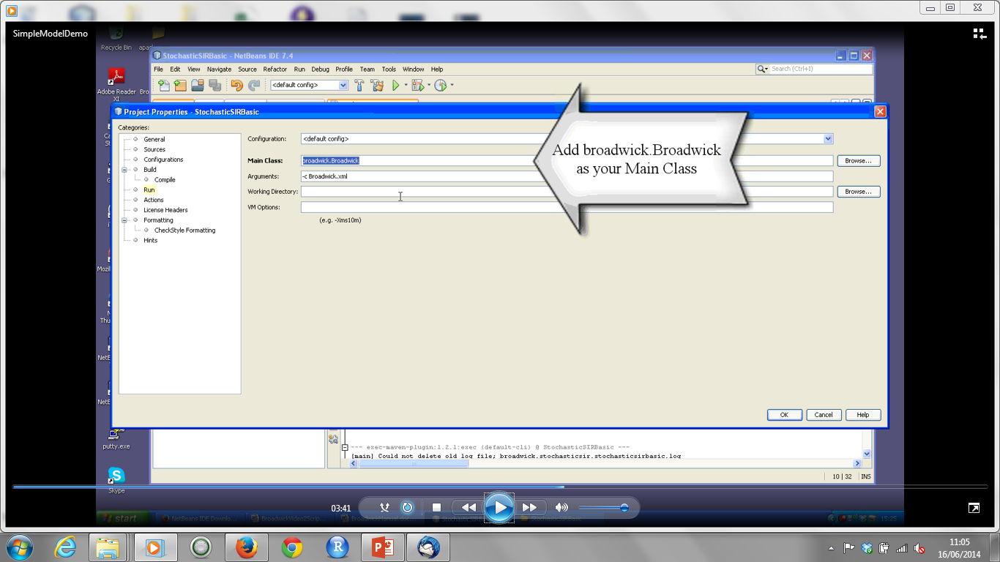 SimpleModelDemo
Recycle Bin
StochasticSIRBasic - NetBeans IDE 7.4
File Edit View Navigate Source Refactor Run Debug Profile Team Tools Window Help
Search (Ctrl+I)
<default config>
Adobe Reader
XI
Project Properties - StochasticSIRBasic
Categories:
General
Sources
Configurations
Build
Compile
Run
Actions
License Headers
Formatting
CheckStyle Formatting
Hints
Configuration:
<default config>
Main Class:
broadwick.Broadwick
Browse...
Arguments:
-c Broadwick.xml
Working Directory:
Browse...
VM Options:
(e.g. -Xms10m)
Add broadwick.Broadwick
as your Main Class
OK Cancel Help
putty.exe
--- exec-maven-plugin:1.2.1:exec (default-cli) @ StochasticSIRBasic ---
[main] Could not delete old log file; broadwick.stochasticsir.stochasticsirbasic.log
10 | 32 INS
Skype
03:41
start
15:25
11:05
16/06/2014